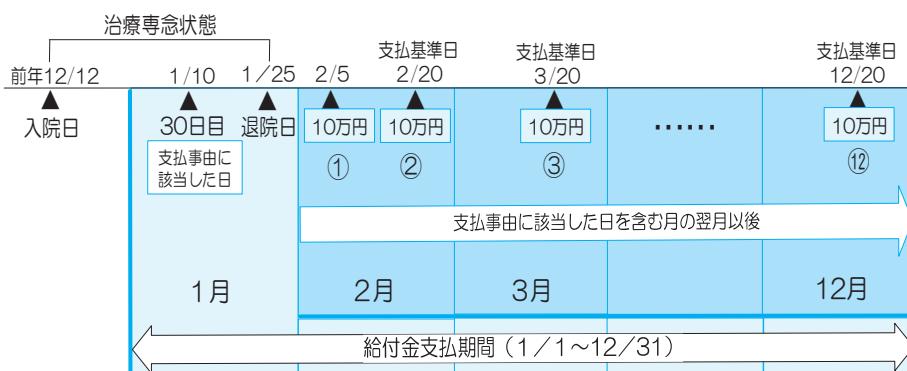 治療専念状態
支払基準日 支払基準日 支払基準日
前年12/12 1/10 1/25 2/5 2/20 3/20 12/20
入院日 30日目 退院日 10万円 10万円 10万円 …… 10万円
支払事由に
該当した日
① ② ③ ⑫
支払事由に該当した日を含む月の翌月以後
1月 2月 3月 12月
給付金支払期間（1/1～12/31）